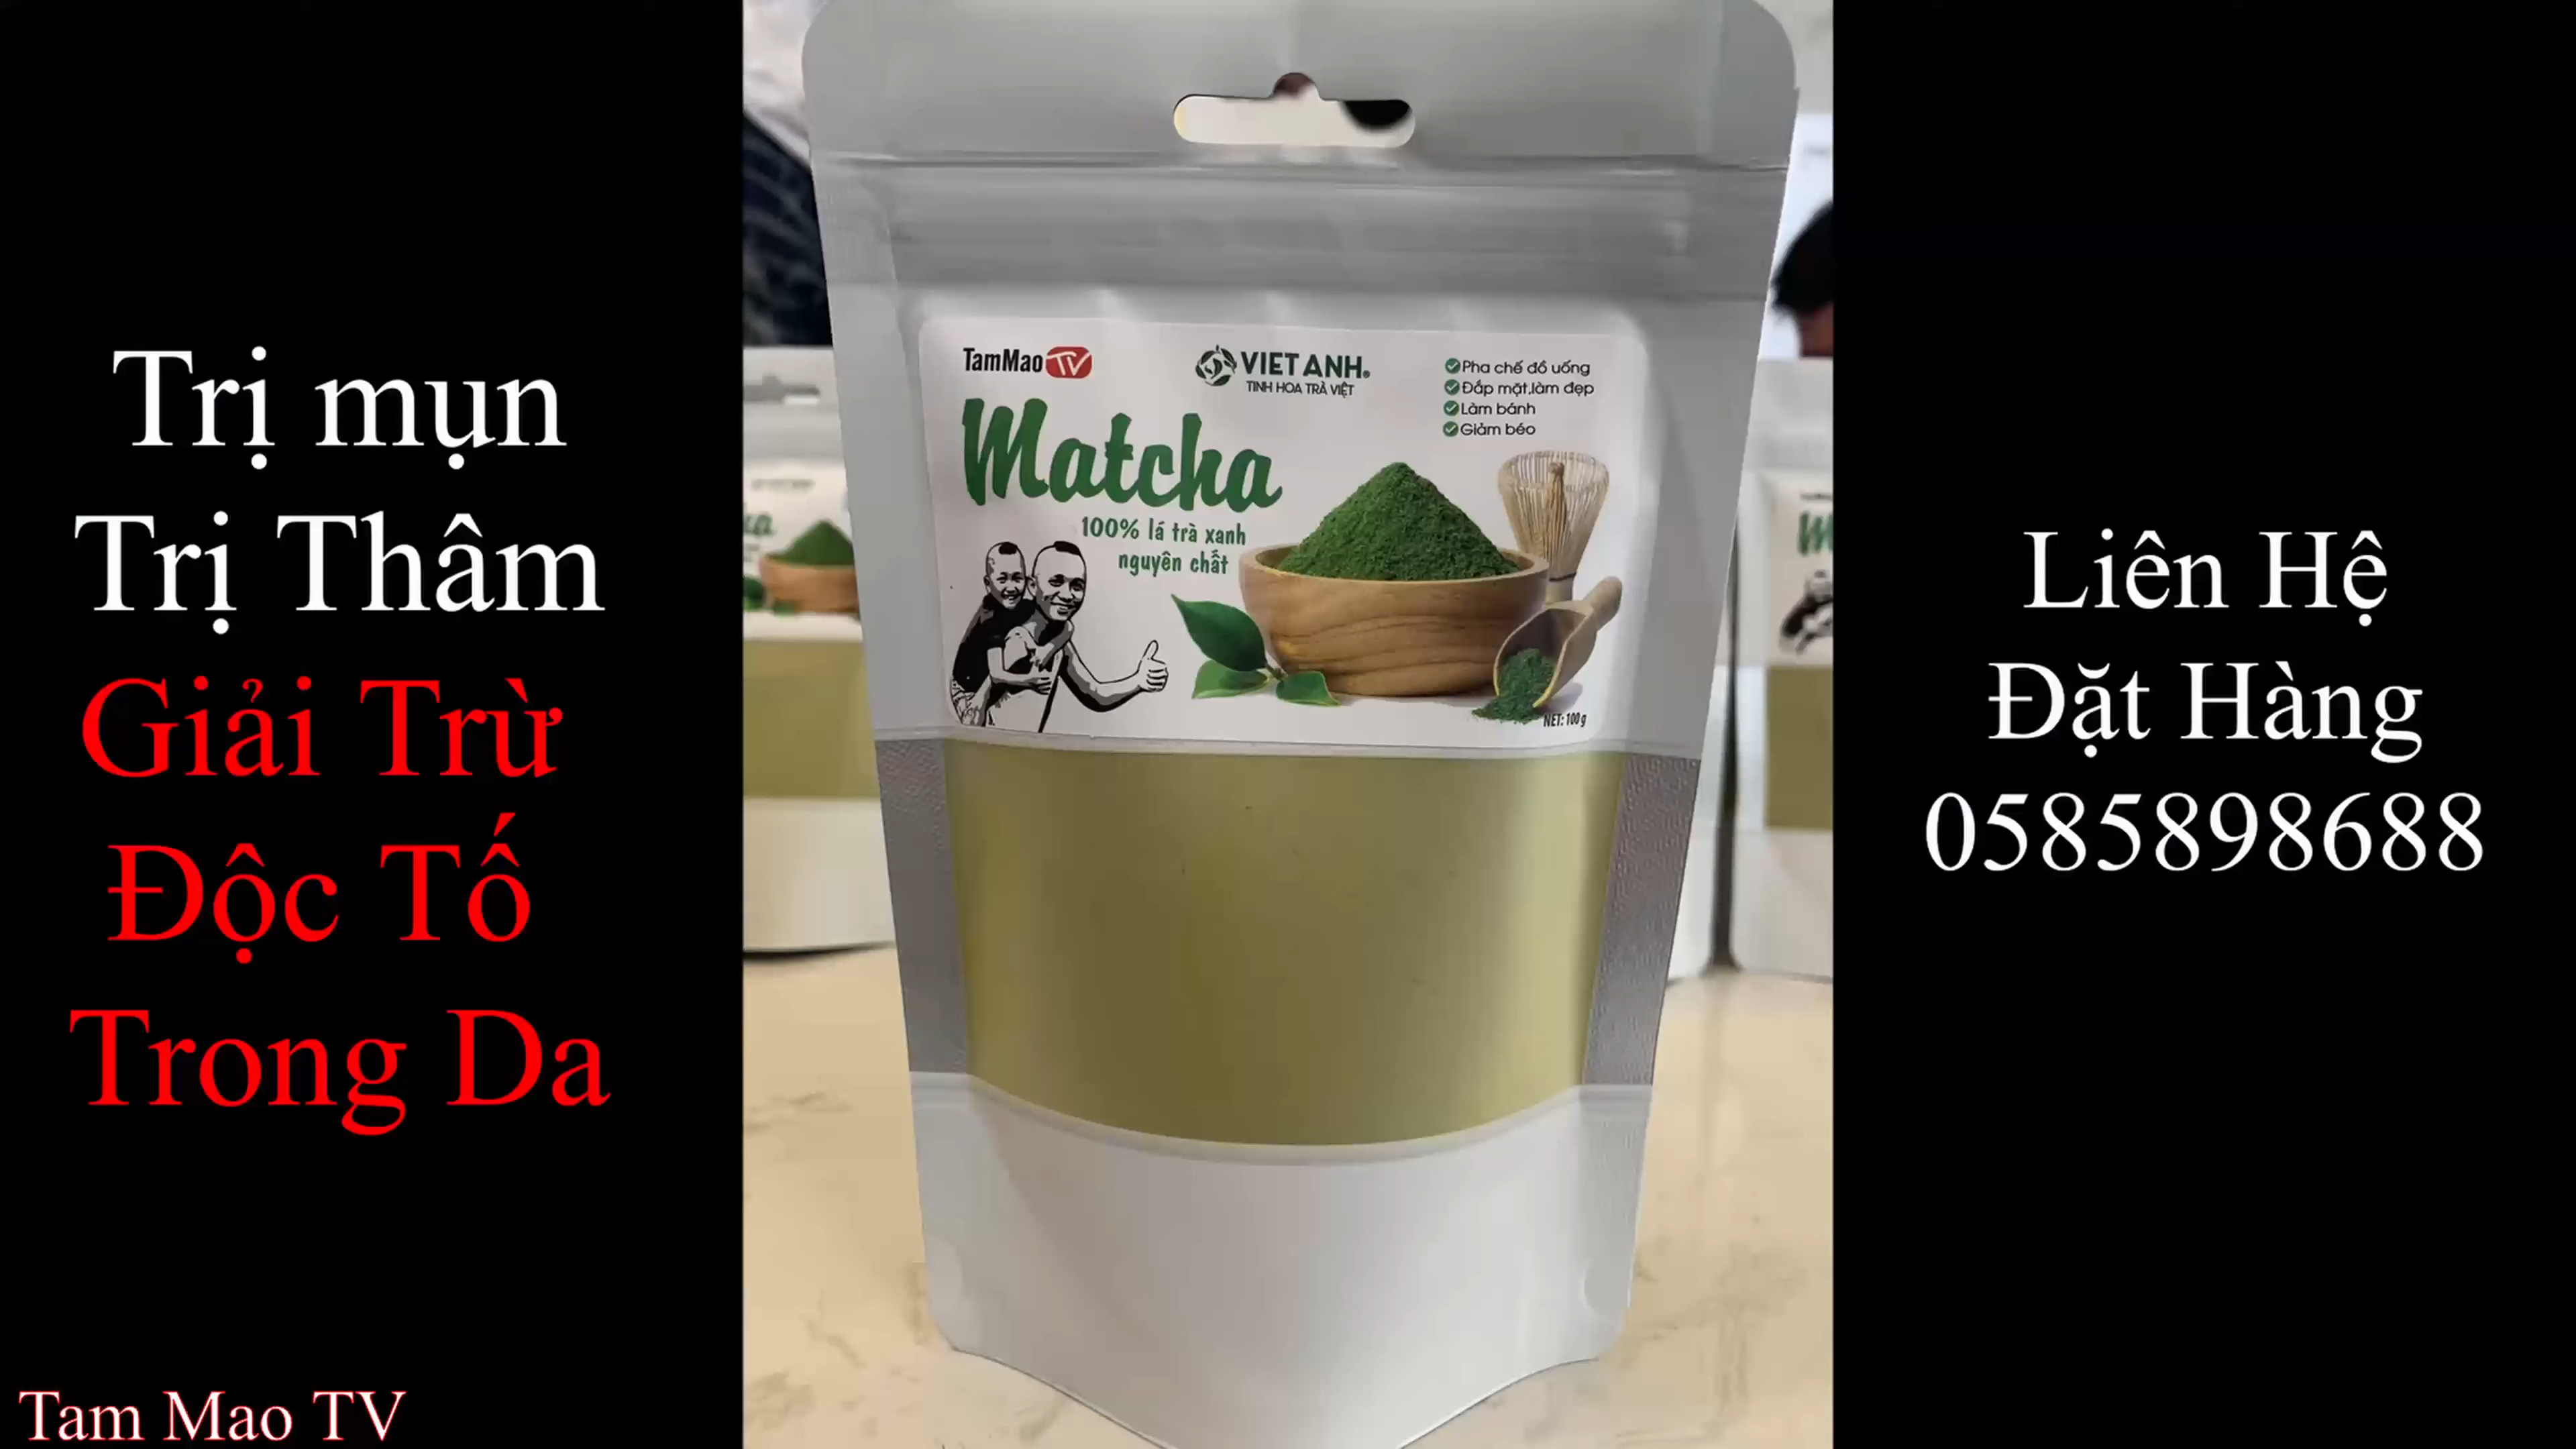 Trị mụn
Trị Thâm
Giải Trừ
Độc Tố
Trong Da
Tam Mao TV
TamMao TV
VIET ANH®
TINH HOA TRÀ VIỆT
Pha chế đồ uống
Đắp mặt,làm đẹp
Làm bánh
Giảm béo
Matcha
100% lá trà xanh
nguyên chất
NET: 100 g
Liên Hệ
Đặt Hàng
0585898688